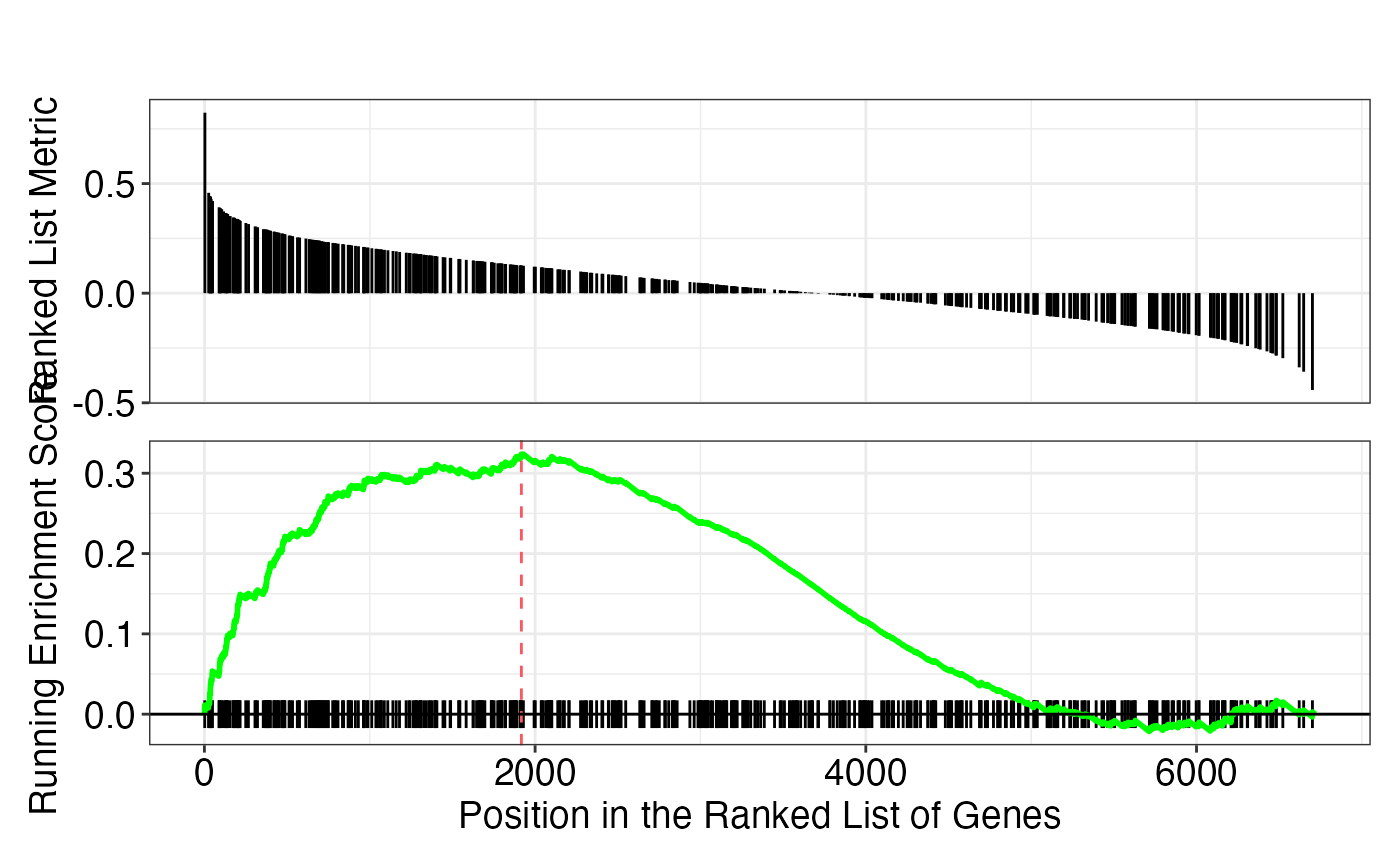 Ranked List Metric
0.5
0.0
-0.5
Running Enrichment Score
0.3
0.2
0.1
0.0
0 2000 4000 6000
Position in the Ranked List of Genes